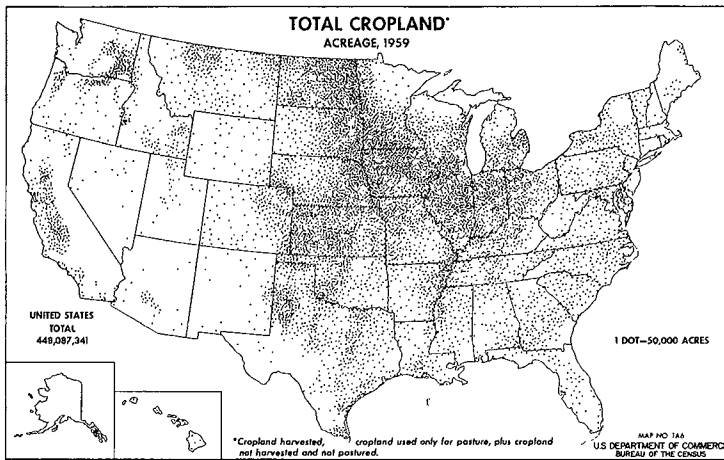 TOTAL CROPLAND*
ACREAGE, 1959
UNITED STATES
TOTAL
448,087,341
1 DOT=50,000 ACRES
*Cropland harvested, cropland used only for pasture, plus cropland
not harvested and not pastured.
MAP NO. 1A6
U.S. DEPARTMENT OF COMMERCE
BUREAU OF THE CENSUS